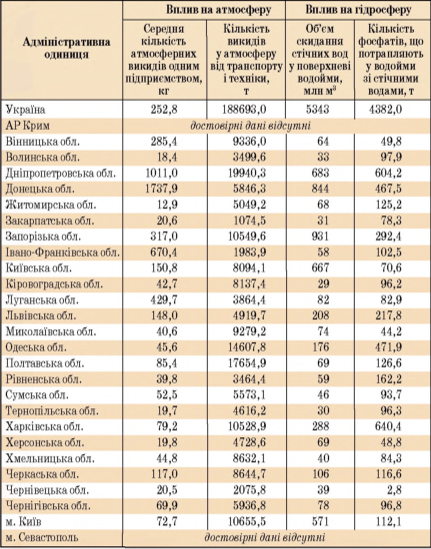 Адміністративна одиниця | Вплив на атмосферу | Вплив на гідросферу
Середня кількість атмосферних викидів одним підприємством, кг | Кількість викидів у атмосферу від транспорту і техніки, т | Об'єм скидання стічних вод у поверхневі водойми, млн м³ | Кількість фосфатів, що потрапляють у водойми зі стічними водами, т
Україна 252,8 188693,0 5343 4382,0
АР Крим достовірні дані відсутні
Вінницька обл. 285,4 9336,0 64 49,8
Волинська обл. 18,4 3499,6 33 97,9
Дніпропетровська обл. 1011,0 19940,3 683 604,2
Донецька обл. 1737,9 5846,3 844 467,5
Житомирська обл. 12,9 5049,2 68 125,2
Закарпатська обл. 20,6 1074,5 31 78,3
Запорізька обл. 317,0 10549,6 931 292,4
Івано-Франківська обл. 670,4 1983,9 58 102,5
Київська обл. 150,8 8094,1 667 70,6
Кіровоградська обл. 42,7 8137,4 29 96,2
Луганська обл. 429,7 3864,4 82 82,9
Львівська обл. 148,0 4919,7 208 217,8
Миколаївська обл. 40,6 9279,2 74 44,2
Одеська обл. 45,6 14607,8 176 471,9
Полтавська обл. 85,4 17654,9 69 126,6
Рівненська обл. 39,8 3464,4 59 162,2
Сумська обл. 52,5 5573,1 46 93,7
Тернопільська обл. 19,7 4616,2 30 96,3
Харківська обл. 79,2 10528,9 288 640,4
Херсонська обл. 19,8 4728,6 69 48,8
Хмельницька обл. 44,8 8632,1 40 84,3
Черкаська обл. 117,0 8644,7 106 116,6
Чернівецька обл. 20,5 2075,8 39 2,8
Чернігівська обл. 69,9 5936,8 78 96,8
м. Київ 72,7 10655,5 571 112,1
м. Севастополь достовірні дані відсутні